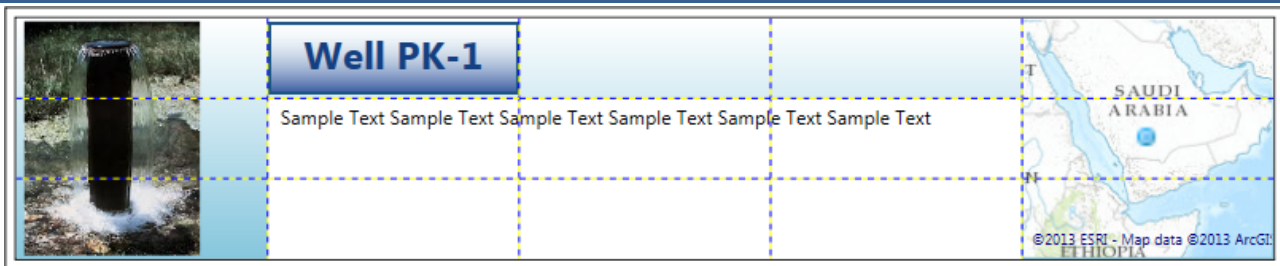 Well PK-1
Sample Text Sample Text Sample Text Sample Text Sample Text Sample Text
T
SAUDI
ARABIA
N
©2013 ESRI - Map data ©2013 ArcGIS
ETHIOPIA